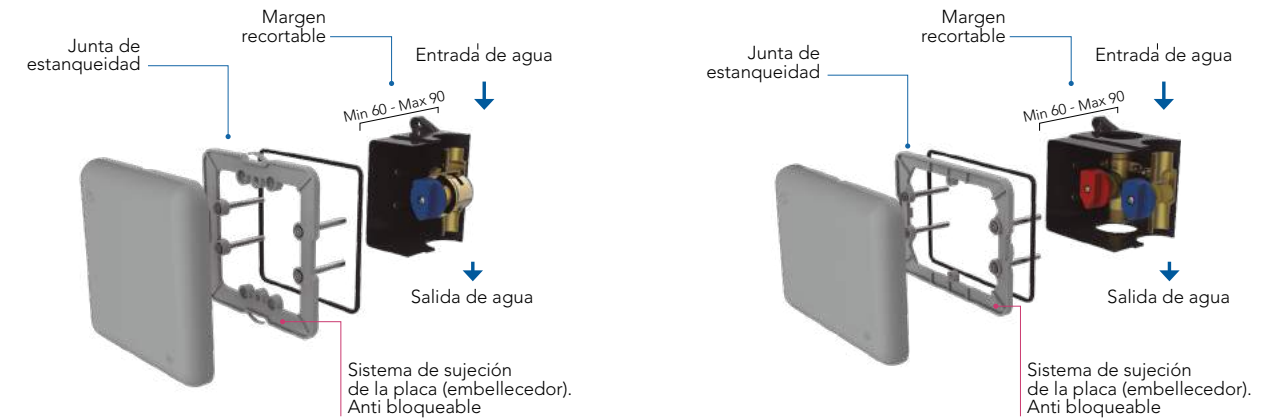 Margen
recortable
Junta de
estanqueidad
Entrada de agua
Min 60 - Max 90
Salida de agua
Sistema de sujeción
de la placa (embellecedor).
Anti bloqueable
Margen
recortable
Junta de
estanqueidad
Entrada de agua
Min 60 - Max 90
Salida de agua
Sistema de sujeción
de la placa (embellecedor).
Anti bloqueable